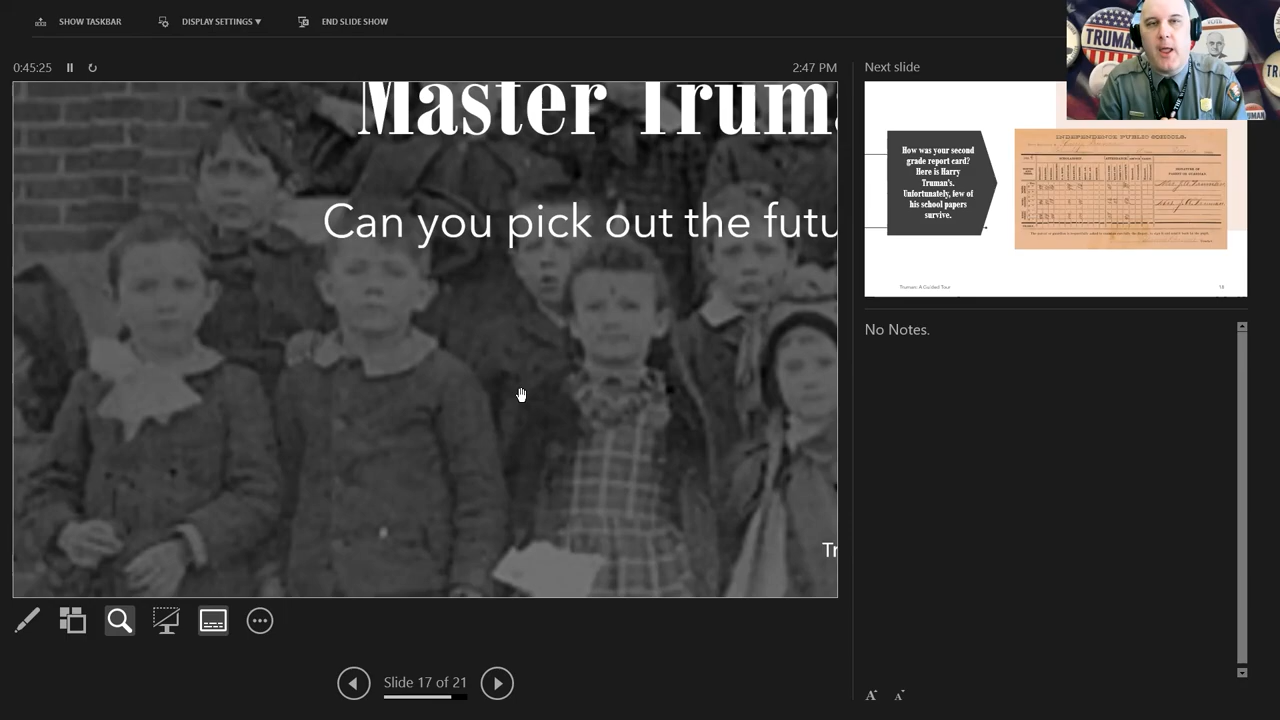 SHOW TASKBAR
DISPLAY SETTINGS ▼
END SLIDE SHOW
0:45:25
2:47 PM
Next slide
Master Trum
Can you pick out the futu
Tr
TRUMAN
How was your second
grade report card?
Here is Harry
Truman's.
Unfortunately, few of
his school papers
survive.
INDEPENDENCE PUBLIC SCHOOLS.
Truman: A Guided Tour
18
No Notes.
Slide 17 of 21
A
A